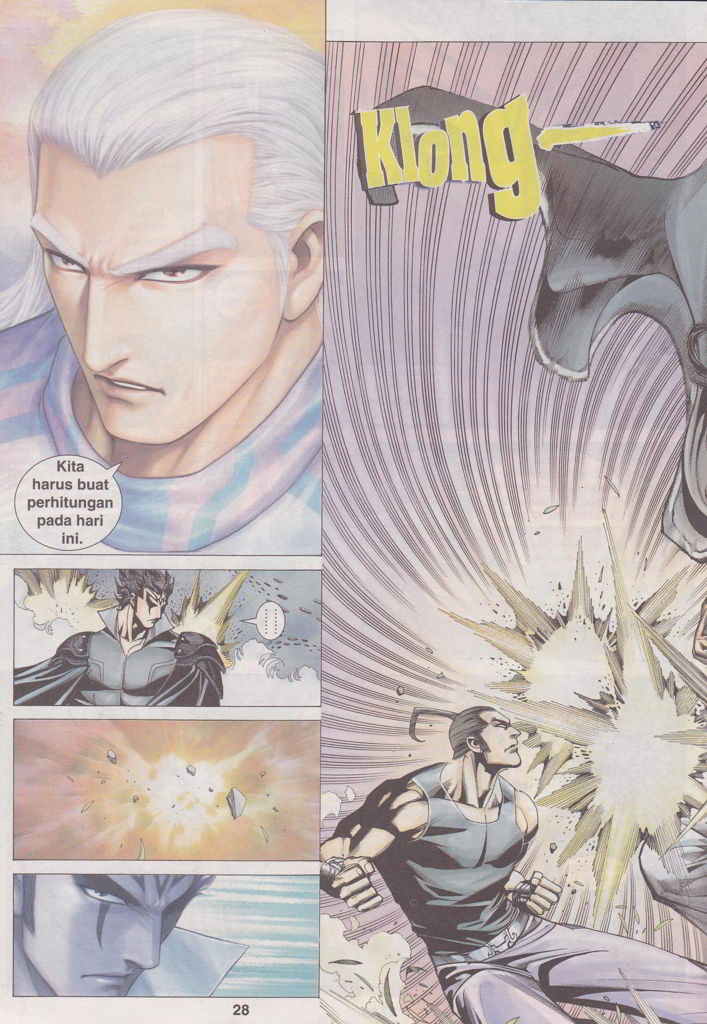 Kita
harus buat
perhitungan
pada hari
ini.
Klong
28